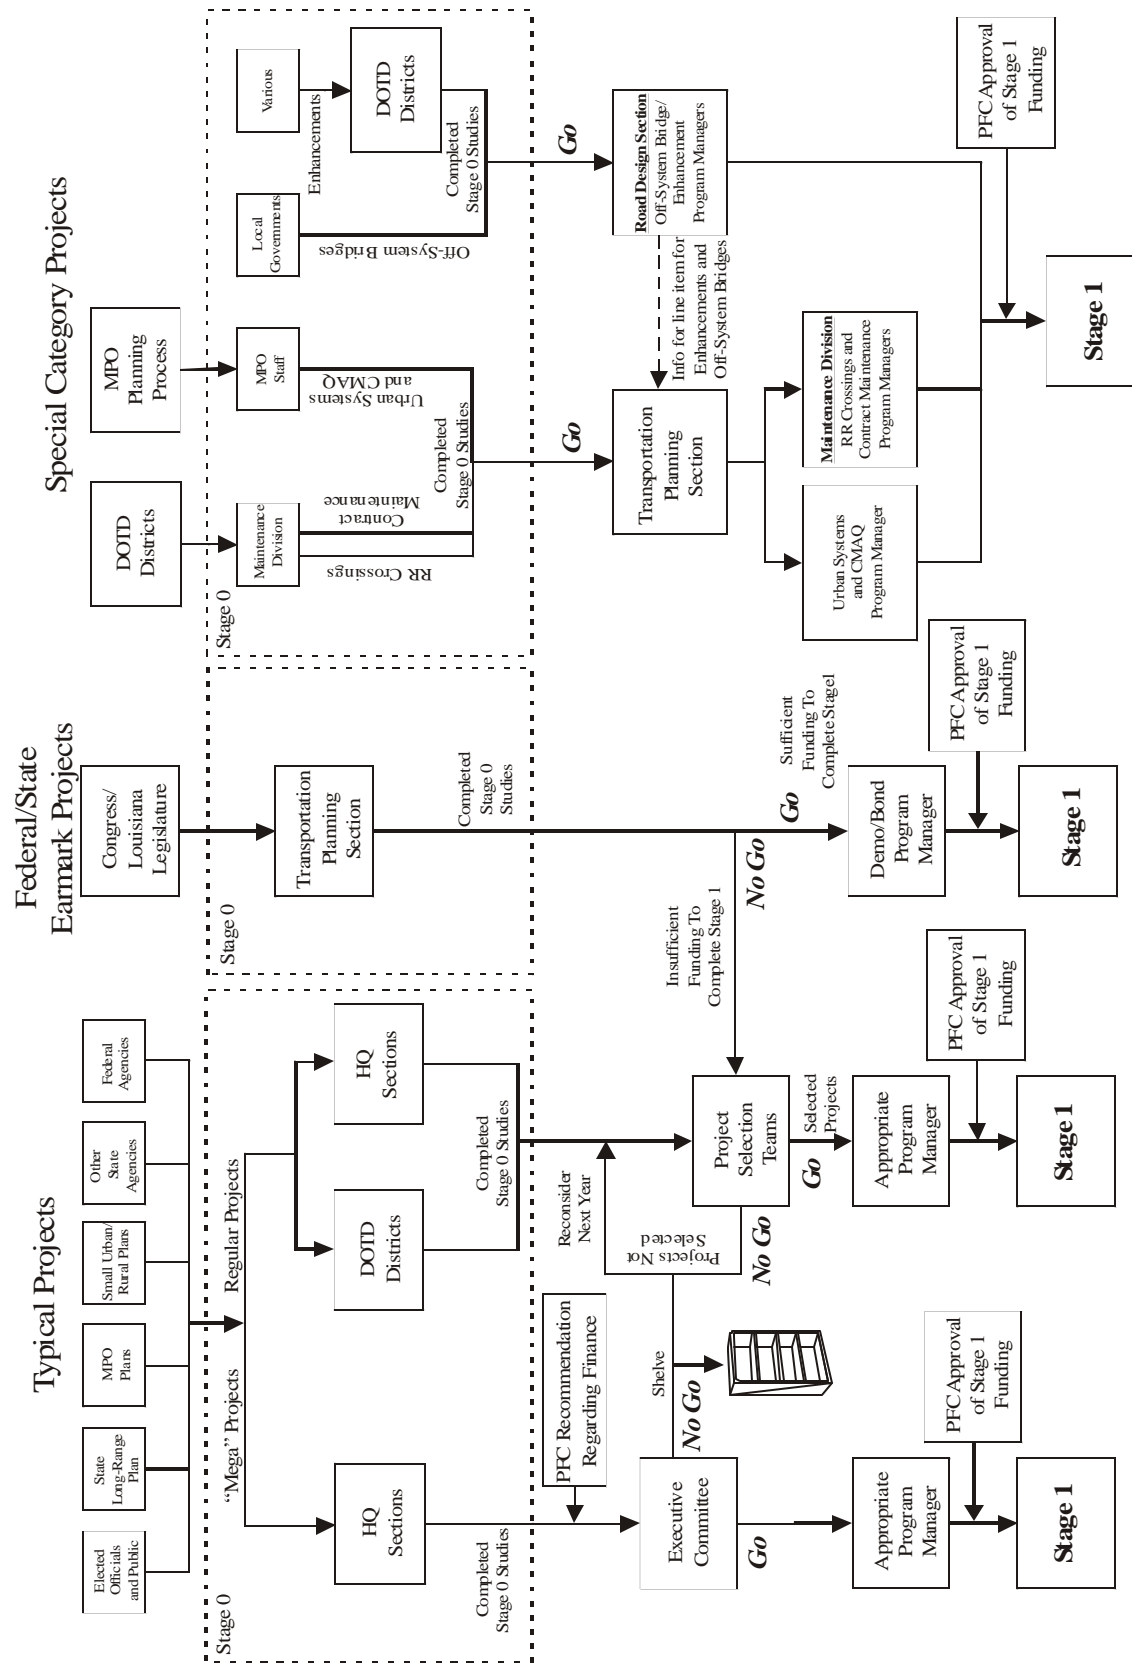 Typical Projects
Elected
Officials
and Public
State
Long-Range
Plan
MPO
Plans
Small Urban/
Rural Plans
Other
State
Agencies
Federal
Agencies
Stage 0
"Mega" Projects
Regular Projects
HQ
Sections
DOTD
Districts
HQ
Sections
Completed
Stage 0 Studies
Completed
Stage 0 Studies
PFC Recommendation
Regarding Finance
Reconsider
Next Year
Executive
Committee
Shelve
No Go
Projects Not
Selected
No Go
Project
Selection
Teams
Go
Go
Selected
Projects
Appropriate
Program
Manager
Appropriate
Program
Manager
PFC Approval
of Stage 1
Funding
PFC Approval
of Stage 1
Funding
Stage 1
Stage 1
Federal/State
Earmark Projects
Congress/
Louisiana
Legislature
Stage 0
Transportation
Planning
Section
Completed
Stage 0
Studies
Insufficient
Funding To
Complete Stage 1
No Go
Go
Sufficient
Funding To
Complete Stage1
Demo/Bond
Program
Manager
PFC Approval
of Stage 1
Funding
Stage 1
Special Category Projects
DOTD
Districts
MPO
Planning
Process
Stage 0
Maintenance
Division
MPO
Staff
Local
Governments
Various
RR Crossings
Contract
Maintenance
Urban Systems
and CMAQ
Off-System Bridges
Enhancements
DOTD
Districts
Completed
Stage 0 Studies
Completed
Stage 0 Studies
Go
Go
Transportation
Planning
Section
Info for line item for
Enhancements and
Off-System Bridges
Road Design Section
Off-System Bridge/
Enhancement
Program Managers
Urban Systems
and CMAQ
Program Manager
Maintenance Division
RR Crossings and
Contract Maintenance
Program Managers
PFC Approval
of Stage 1
Funding
Stage 1